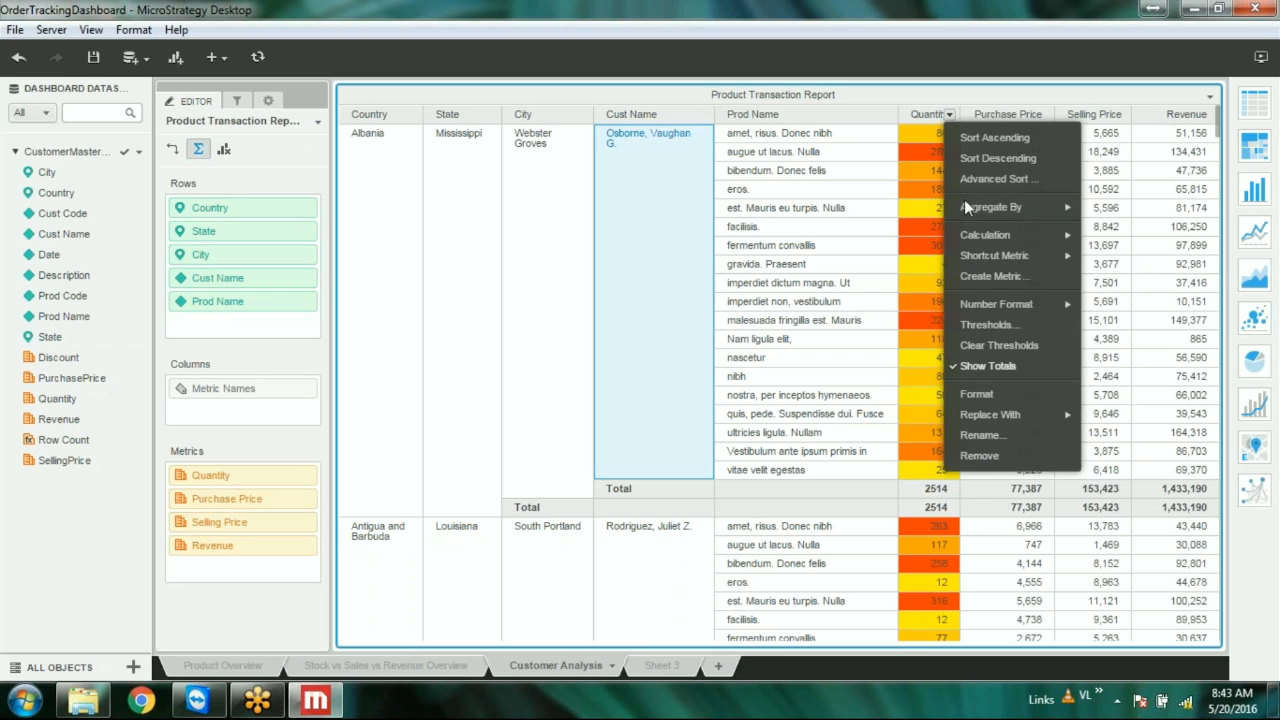 OrderTrackingDashboard - MicroStrategy Desktop
File Server View Format Help
DASHBOARD DATAS...
All
CustomerMaster...
City
Country
Cust Code
Cust Name
Date
Description
Prod Code
Prod Name
State
Discount
PurchasePrice
Quantity
Revenue
Row Count
SellingPrice
ALL OBJECTS
EDITOR
Product Transaction Rep...
Rows
Country
State
City
Cust Name
Prod Name
Columns
Metric Names
Metrics
Quantity
Purchase Price
Selling Price
Revenue
Product Transaction Report
Country State City Cust Name Prod Name Quantity Purchase Price Selling Price Revenue
Albania Mississippi Webster Groves Osborne, Vaughan G. amet, risus. Donec nibh 5,665 51,156
augue ut lacus. Nulla 18,249 134,431
bibendum. Donec felis 3,885 47,736
eros. 10,592 65,815
est. Mauris eu turpis. Nulla 5,596 81,174
facilisis. 8,842 106,250
fermentum convallis 13,697 97,899
gravida. Praesent 3,677 92,981
imperdiet dictum magna. Ut 7,501 37,416
imperdiet non, vestibulum 5,691 10,151
malesuada fringilla est. Mauris 15,101 149,377
Nam ligula elit, 4,389 865
nascetur 8,915 56,590
nibh 2,464 75,412
nostra, per inceptos hymenaeos. 5,708 66,002
quis, pede. Suspendisse dui. Fusce 9,646 39,543
ultricies ligula. Nullam 13,511 164,318
Vestibulum ante ipsum primis in 3,875 86,703
vitae velit egestas 6,418 69,370
Total 2514 77,387 153,423 1,433,190
Total 2514 77,387 153,423 1,433,190
Antigua and Barbuda Louisiana South Portland Rodriguez, Juliet Z. amet, risus. Donec nibh 263 6,966 13,783 43,440
augue ut lacus. Nulla 117 747 1,469 30,088
bibendum. Donec felis 258 4,144 8,152 92,801
eros. 12 4,555 8,963 44,678
est. Mauris eu turpis. Nulla 316 5,659 11,121 100,252
facilisis. 12 4,738 9,361 89,953
fermentum convallis 77 2,672 5,263 30,637
Sort Ascending
Sort Descending
Advanced Sort ...
Aggregate By
Calculation
Shortcut Metric
Create Metric...
Number Format
Thresholds...
Clear Thresholds
Show Totals
Format
Replace With
Rename...
Remove
Product Overview Stock vs Sales vs Revenue Overview Customer Analysis Sheet 3
Links VL
8:43 AM
5/20/2016